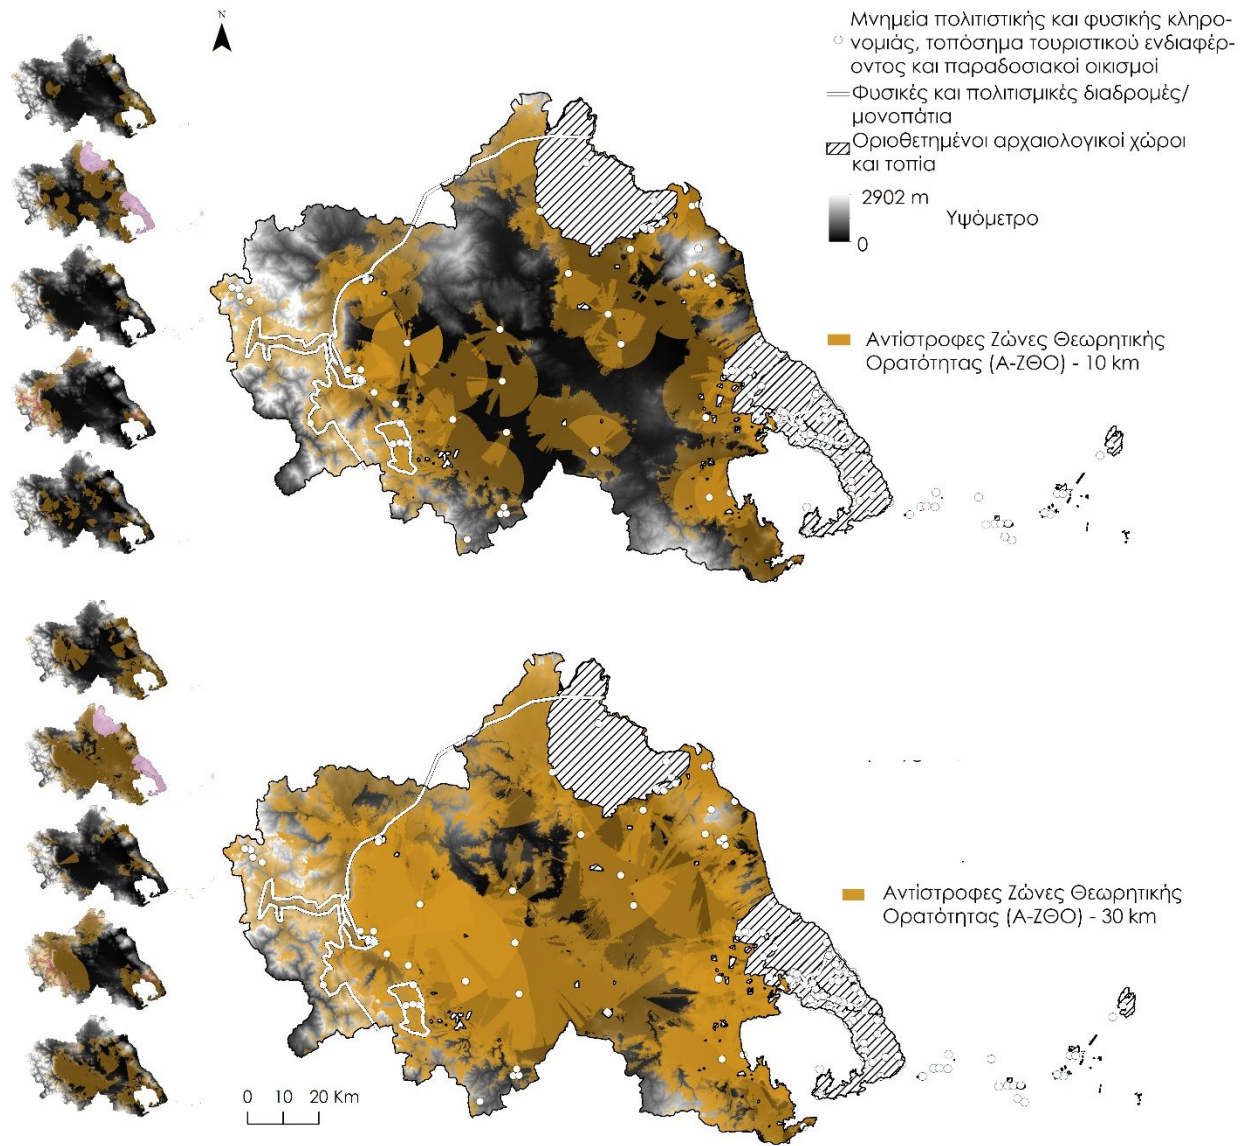 N
Μνημεία πολιτιστικής και φυσικής κληρο-
νομιάς, τοπόσημα τουριστικού ενδιαφέρ-
οντος και παραδοσιακοί οικισμοί
Φυσικές και πολιτισμικές διαδρομές/
μονοπάτια
Οριοθετημένοι αρχαιολογικοί χώροι
και τοπία
2902 m
Υψόμετρο
0
Αντίστροφες Ζώνες Θεωρητικής
Ορατότητας (Α-ΖΘΟ) - 10 km
Αντίστροφες Ζώνες Θεωρητικής
Ορατότητας (Α-ΖΘΟ) - 30 km
0 10 20 Km